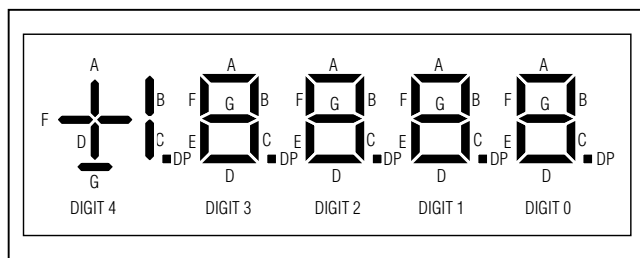 A A A A A
B F G B F G B F G B F G B
F
D C E C E C E C E C
DP DP DP DP DP
G D D D D
DIGIT 4 DIGIT 3 DIGIT 2 DIGIT 1 DIGIT 0